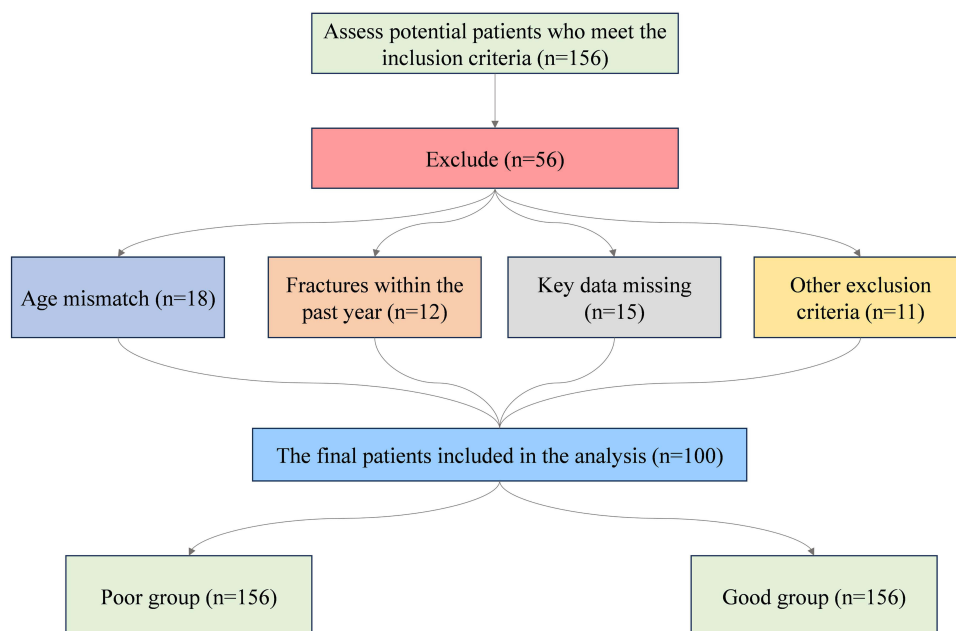 Assess potential patients who meet the
inclusion criteria (n=156)
Exclude (n=56)
Age mismatch (n=18)
Fractures within the
past year (n=12)
Key data missing
(n=15)
Other exclusion
criteria (n=11)
The final patients included in the analysis (n=100)
Poor group (n=156)
Good group (n=156)